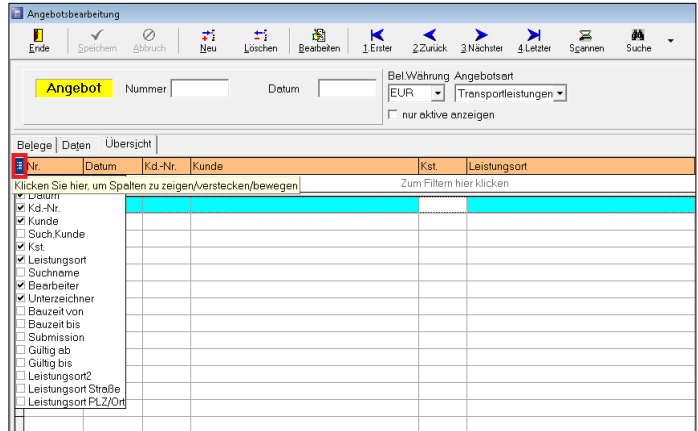 Angebotsbearbeitung
Ende Speichern Abbruch Neu Löschen Bearbeiten 1.Erster 2.Zurück 3.Nächster 4.Letzter Scannen Suche
Bel.Währung Angebotsart
Angebot Nummer Datum EUR Transportleistungen
nur aktive anzeigen
Belege Daten Übersicht
Nr. Datum Kd.-Nr. Kunde Kst. Leistungsort
Klicken Sie hier, um Spalten zu zeigen/verstecken/bewegen Zum Filtern hier klicken
Datum
Kd.-Nr.
Kunde
Such.Kunde
Kst.
Leistungsort
Suchname
Bearbeiter
Unterzeichner
Bauzeit von
Bauzeit bis
Submission
Gültig ab
Gültig bis
Leistungsort2
Leistungsort Straße
Leistungsort PLZ/Ort